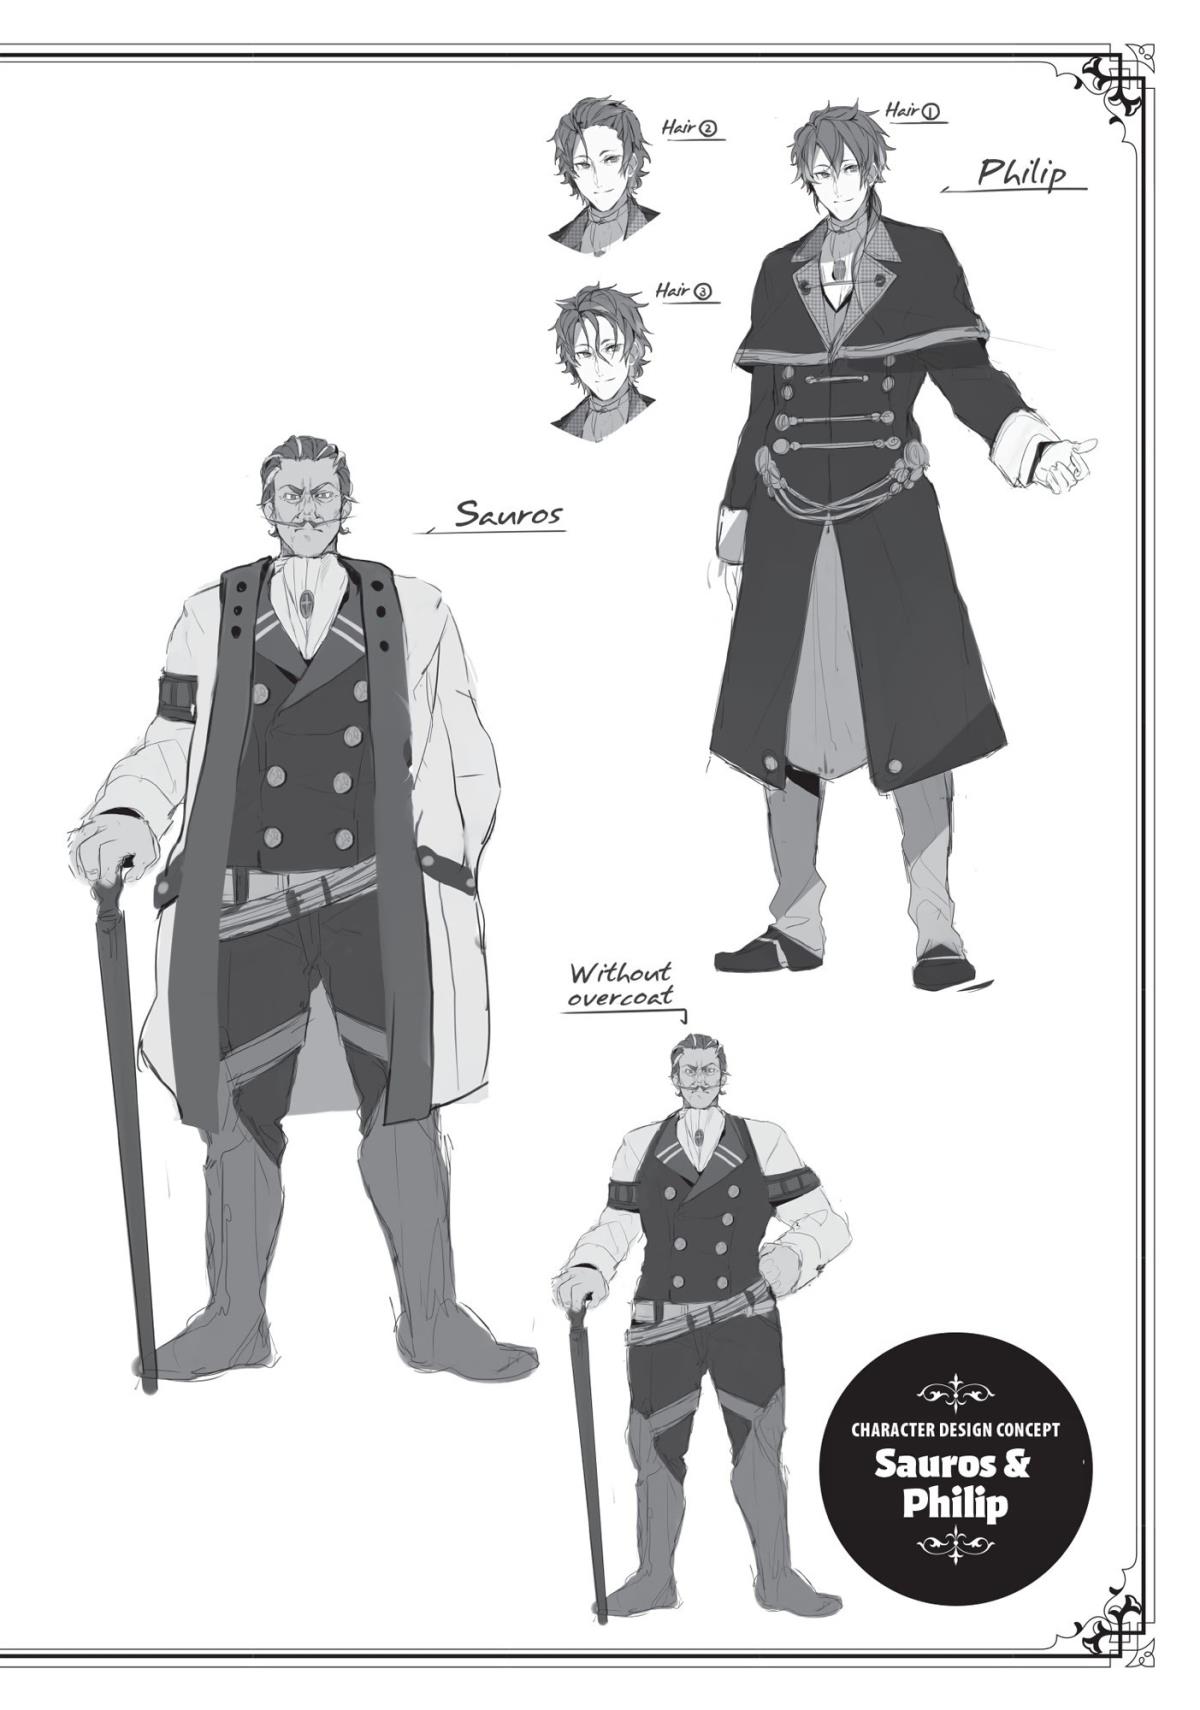 Hair②
Hair①
Philip
Hair③
Sauros
Without
overcoat
CHARACTER DESIGN CONCEPT
Sauros &
Philip